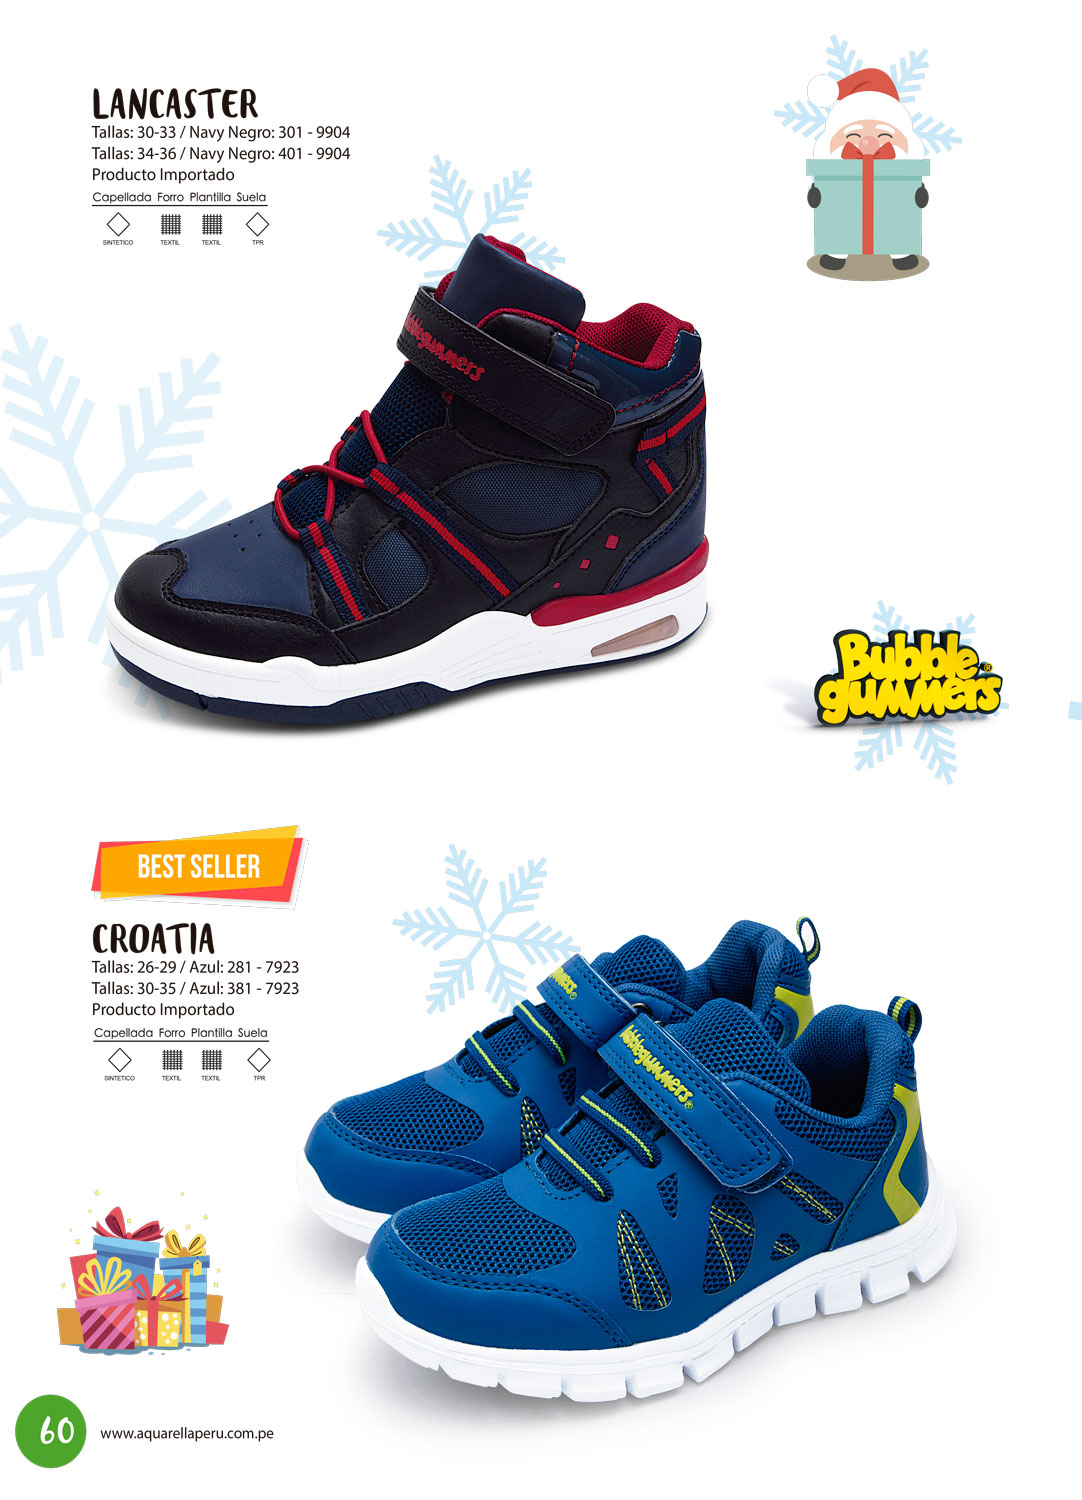 LANCASTER
Tallas: 30-33 / Navy Negro: 301 - 9904
Tallas: 34-36 / Navy Negro: 401 - 9904
Producto Importado
Capellada Forro Plantilla Suela
SINTETICO TEXTIL TEXTIL TPR
bubblegummers
Bubble
gummers®
BEST SELLER
CROATIA
Tallas: 26-29 / Azul: 281 - 7923
Tallas: 30-35 / Azul: 381 - 7923
Producto Importado
Capellada Forro Plantilla Suela
SINTETICO TEXTIL TEXTIL TPR
bubblegummers®
60
www.aquarellaperu.com.pe